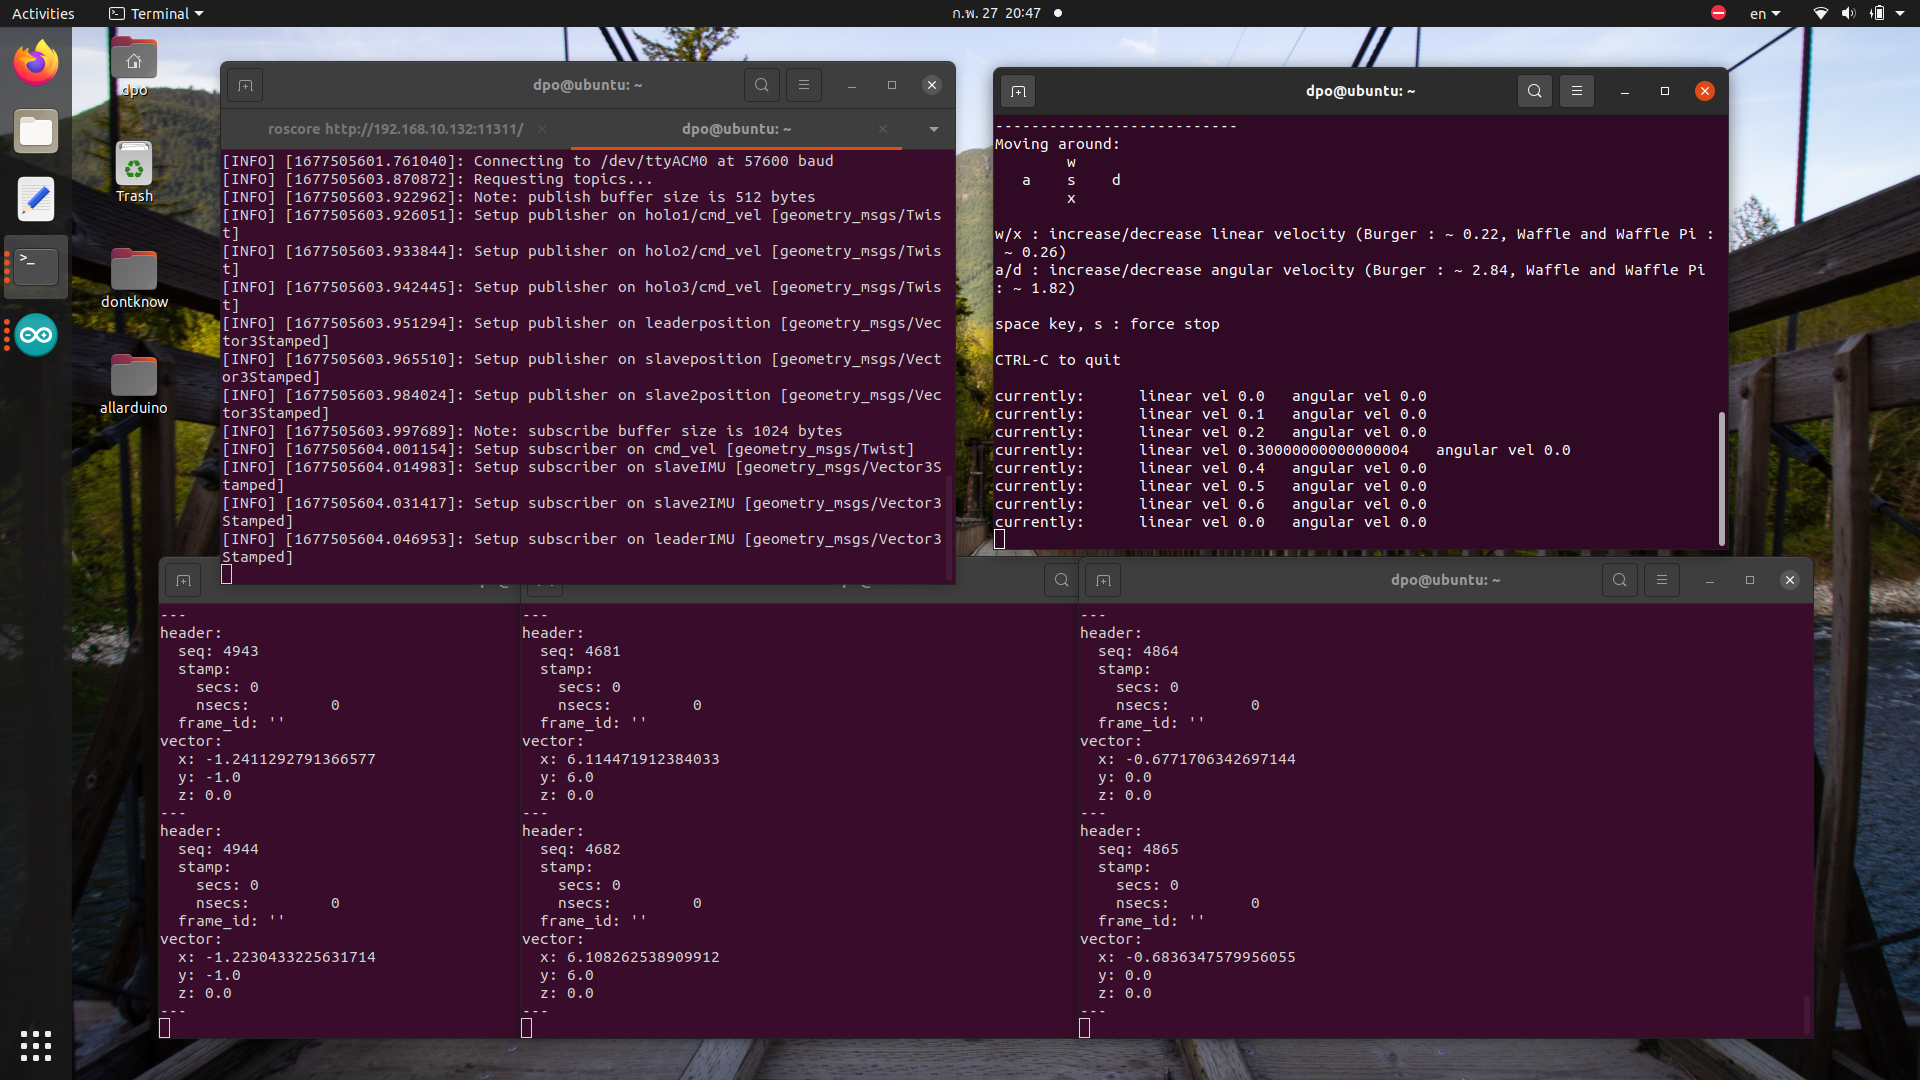 Activities
Terminal
ก.พ. 27 20:47
en
dpo
Trash
dontknow
allarduino
dpo@ubuntu: ~
roscore http://192.168.10.132:11311/
dpo@ubuntu: ~
[INFO] [1677505601.761040]: Connecting to /dev/ttyACM0 at 57600 baud
[INFO] [1677505603.870872]: Requesting topics...
[INFO] [1677505603.922962]: Note: publish buffer size is 512 bytes
[INFO] [1677505603.926051]: Setup publisher on holo1/cmd_vel [geometry_msgs/Twis
t]
[INFO] [1677505603.933844]: Setup publisher on holo2/cmd_vel [geometry_msgs/Twis
t]
[INFO] [1677505603.942445]: Setup publisher on holo3/cmd_vel [geometry_msgs/Twis
t]
[INFO] [1677505603.951294]: Setup publisher on leaderposition [geometry_msgs/Vec
tor3Stamped]
[INFO] [1677505603.965510]: Setup publisher on slaveposition [geometry_msgs/Vect
or3Stamped]
[INFO] [1677505603.984024]: Setup publisher on slave2position [geometry_msgs/Vec
tor3Stamped]
[INFO] [1677505603.997689]: Note: subscribe buffer size is 1024 bytes
[INFO] [1677505604.001154]: Setup subscriber on cmd_vel [geometry_msgs/Twist]
[INFO] [1677505604.014983]: Setup subscriber on slaveIMU [geometry_msgs/Vector3S
tamped]
[INFO] [1677505604.031417]: Setup subscriber on slave2IMU [geometry_msgs/Vector3
Stamped]
[INFO] [1677505604.046953]: Setup subscriber on leaderIMU [geometry_msgs/Vector3
Stamped]
dpo@ubuntu: ~
---------------------------
Moving around:
w
a s d
x
w/x : increase/decrease linear velocity (Burger : ~ 0.22, Waffle and Waffle Pi :
~ 0.26)
a/d : increase/decrease angular velocity (Burger : ~ 2.84, Waffle and Waffle Pi
: ~ 1.82)
space key, s : force stop
CTRL-C to quit
currently: linear vel 0.0 angular vel 0.0
currently: linear vel 0.1 angular vel 0.0
currently: linear vel 0.2 angular vel 0.0
currently: linear vel 0.30000000000000004 angular vel 0.0
currently: linear vel 0.4 angular vel 0.0
currently: linear vel 0.5 angular vel 0.0
currently: linear vel 0.6 angular vel 0.0
currently: linear vel 0.0 angular vel 0.0
---
header:
seq: 4943
stamp:
secs: 0
nsecs: 0
frame_id: ''
vector:
x: -1.2411292791366577
y: -1.0
z: 0.0
---
header:
seq: 4944
stamp:
secs: 0
nsecs: 0
frame_id: ''
vector:
x: -1.2230433225631714
y: -1.0
z: 0.0
---
---
header:
seq: 4681
stamp:
secs: 0
nsecs: 0
frame_id: ''
vector:
x: 6.114471912384033
y: 6.0
z: 0.0
---
header:
seq: 4682
stamp:
secs: 0
nsecs: 0
frame_id: ''
vector:
x: 6.108262538909912
y: 6.0
z: 0.0
---
dpo@ubuntu: ~
---
header:
seq: 4864
stamp:
secs: 0
nsecs: 0
frame_id: ''
vector:
x: -0.6771706342697144
y: 0.0
z: 0.0
---
header:
seq: 4865
stamp:
secs: 0
nsecs: 0
frame_id: ''
vector:
x: -0.6836347579956055
y: 0.0
z: 0.0
---